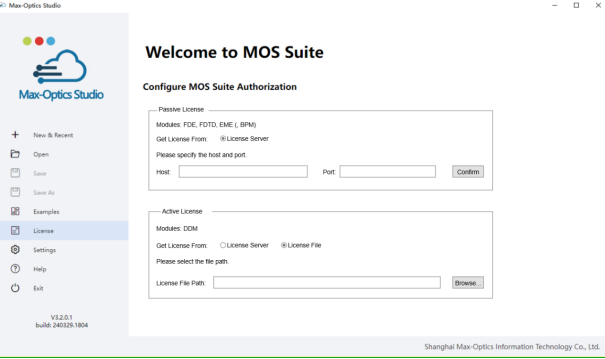 Max-Optics Studio
Max-Optics Studio
New & Recent
Open
Save
Save As
Examples
License
Settings
Help
Exit
V3.2.0.1
build: 240329.1804
Welcome to MOS Suite
Configure MOS Suite Authorization
Passive License
Modules: FDE, FDTD, EME (, BPM)
Get License From: License Server
Please specify the host and port.
Host: Port: Confirm
Active License
Modules: DDM
Get License From: License Server License File
Please select the file path.
License File Path: Browse...
Shanghai Max-Optics Information Technology Co., Ltd.